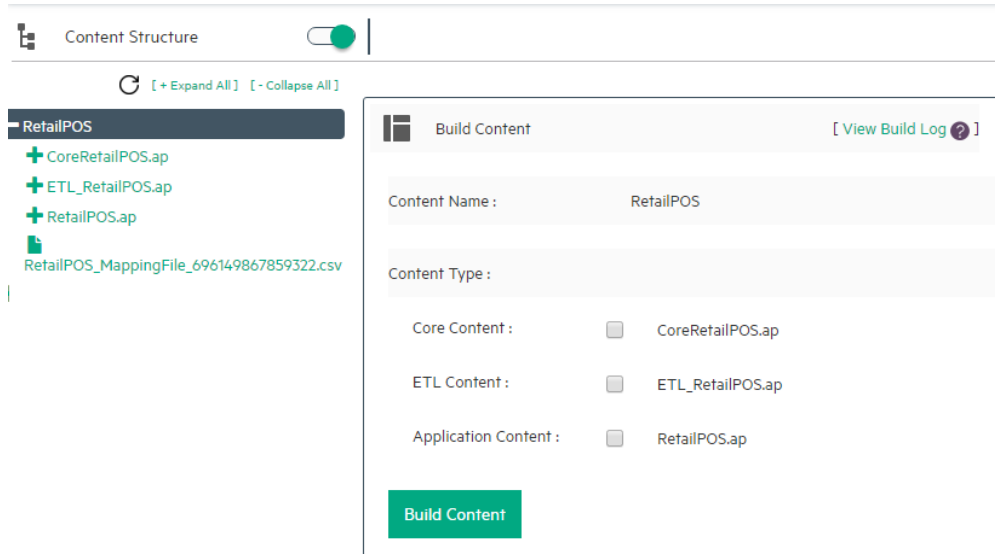 Content Structure
[ + Expand All ] [ - Collapse All ]
RetailPOS
CoreRetailPOS.ap
ETL_RetailPOS.ap
RetailPOS.ap
RetailPOS_MappingFile_696149867859322.csv
Build Content [ View Build Log ? ]
Content Name : RetailPOS
Content Type :
Core Content : CoreRetailPOS.ap
ETL Content : ETL_RetailPOS.ap
Application Content : RetailPOS.ap
Build Content